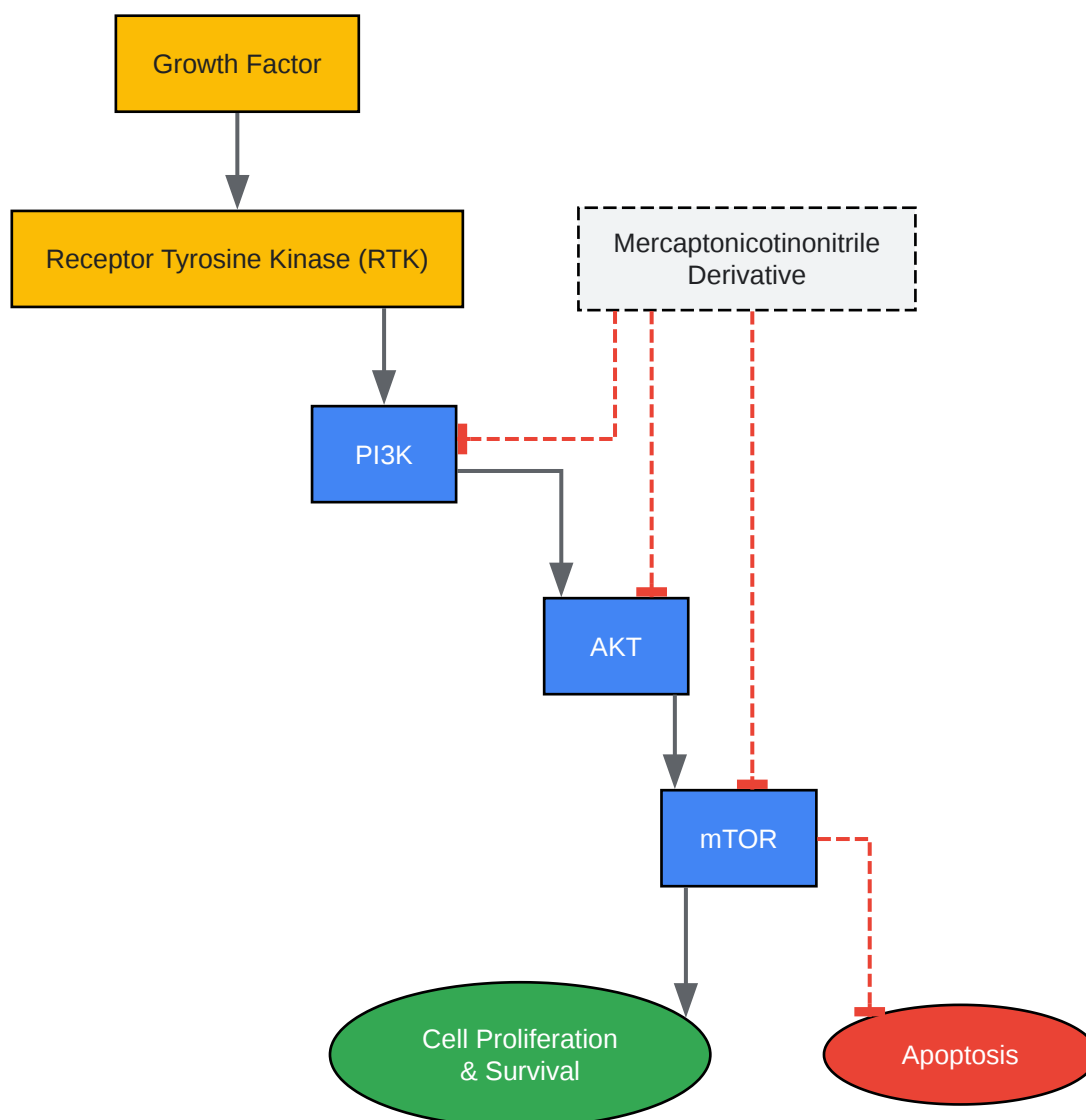 Growth Factor
Receptor Tyrosine Kinase (RTK)
Mercaptonicotinonitrile
Derivative
PI3K
AKT
mTOR
Cell Proliferation
& Survival
Apoptosis